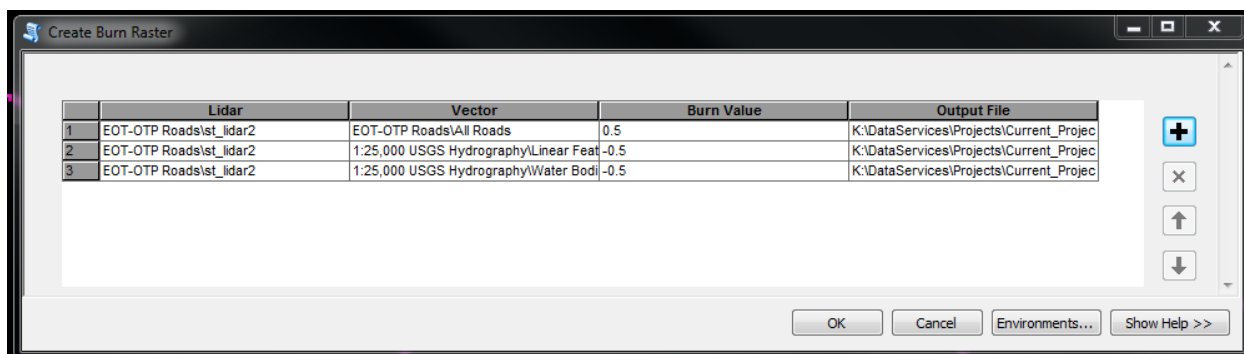 Create Burn Raster
Lidar Vector Burn Value Output File
1 EOT-OTP Roads\st_lidar2 EOT-OTP Roads\All Roads 0.5 K:\DataServices\Projects\Current_Projec
2 EOT-OTP Roads\st_lidar2 1:25,000 USGS Hydrography\Linear Feat -0.5 K:\DataServices\Projects\Current_Projec
3 EOT-OTP Roads\st_lidar2 1:25,000 USGS Hydrography\Water Bodi -0.5 K:\DataServices\Projects\Current_Projec
OK Cancel Environments... Show Help >>